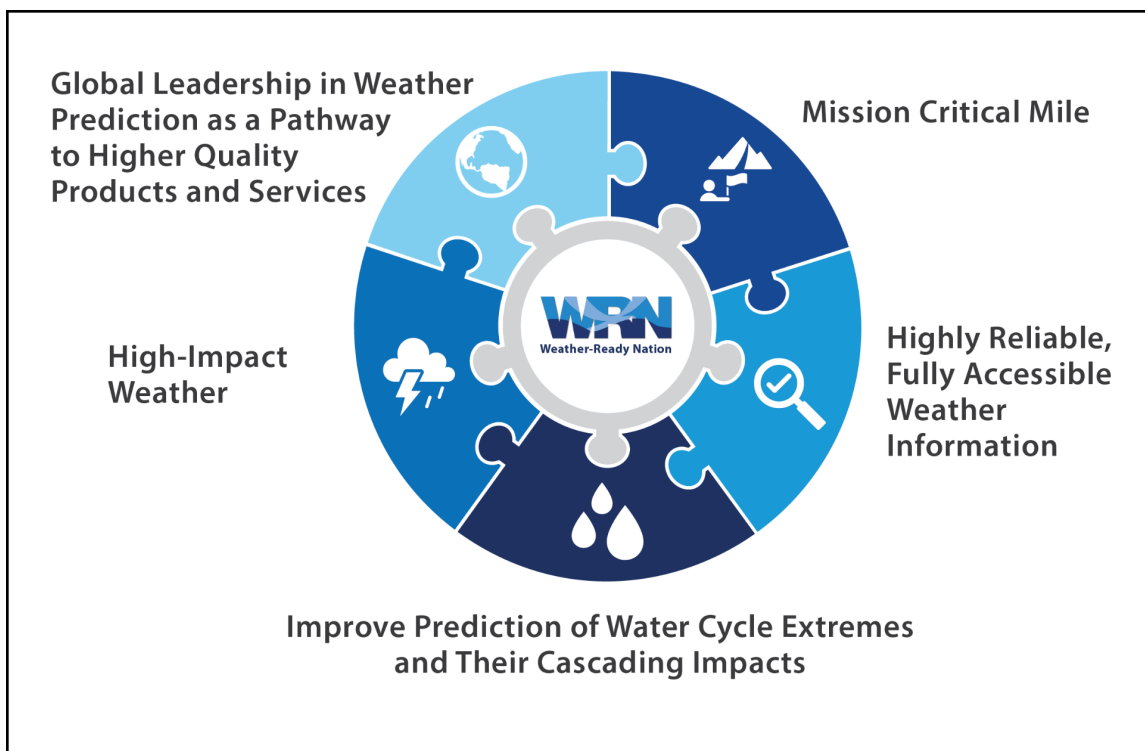 Global Leadership in Weather
Prediction as a Pathway
to Higher Quality
Products and Services
Mission Critical Mile
High-Impact
Weather
WRN
Weather-Ready Nation
Highly Reliable,
Fully Accessible
Weather
Information
Improve Prediction of Water Cycle Extremes
and Their Cascading Impacts